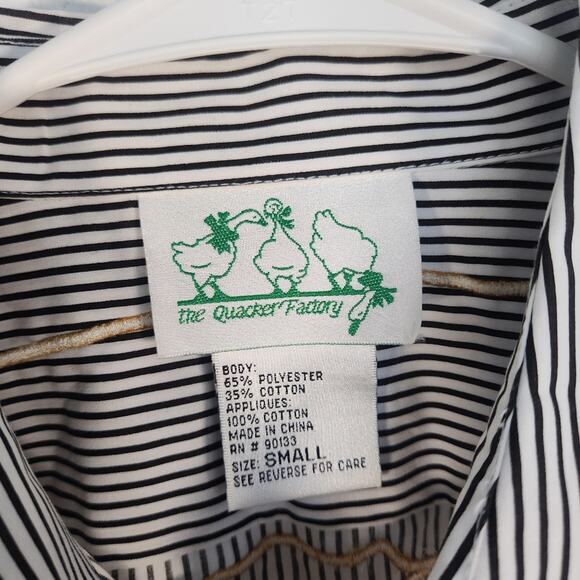 the Quacker Factory
BODY:
65% POLYESTER
35% COTTON
APPLIQUES:
100% COTTON
MADE IN CHINA
RN # 90133
SIZE: SMALL
SEE REVERSE FOR CARE